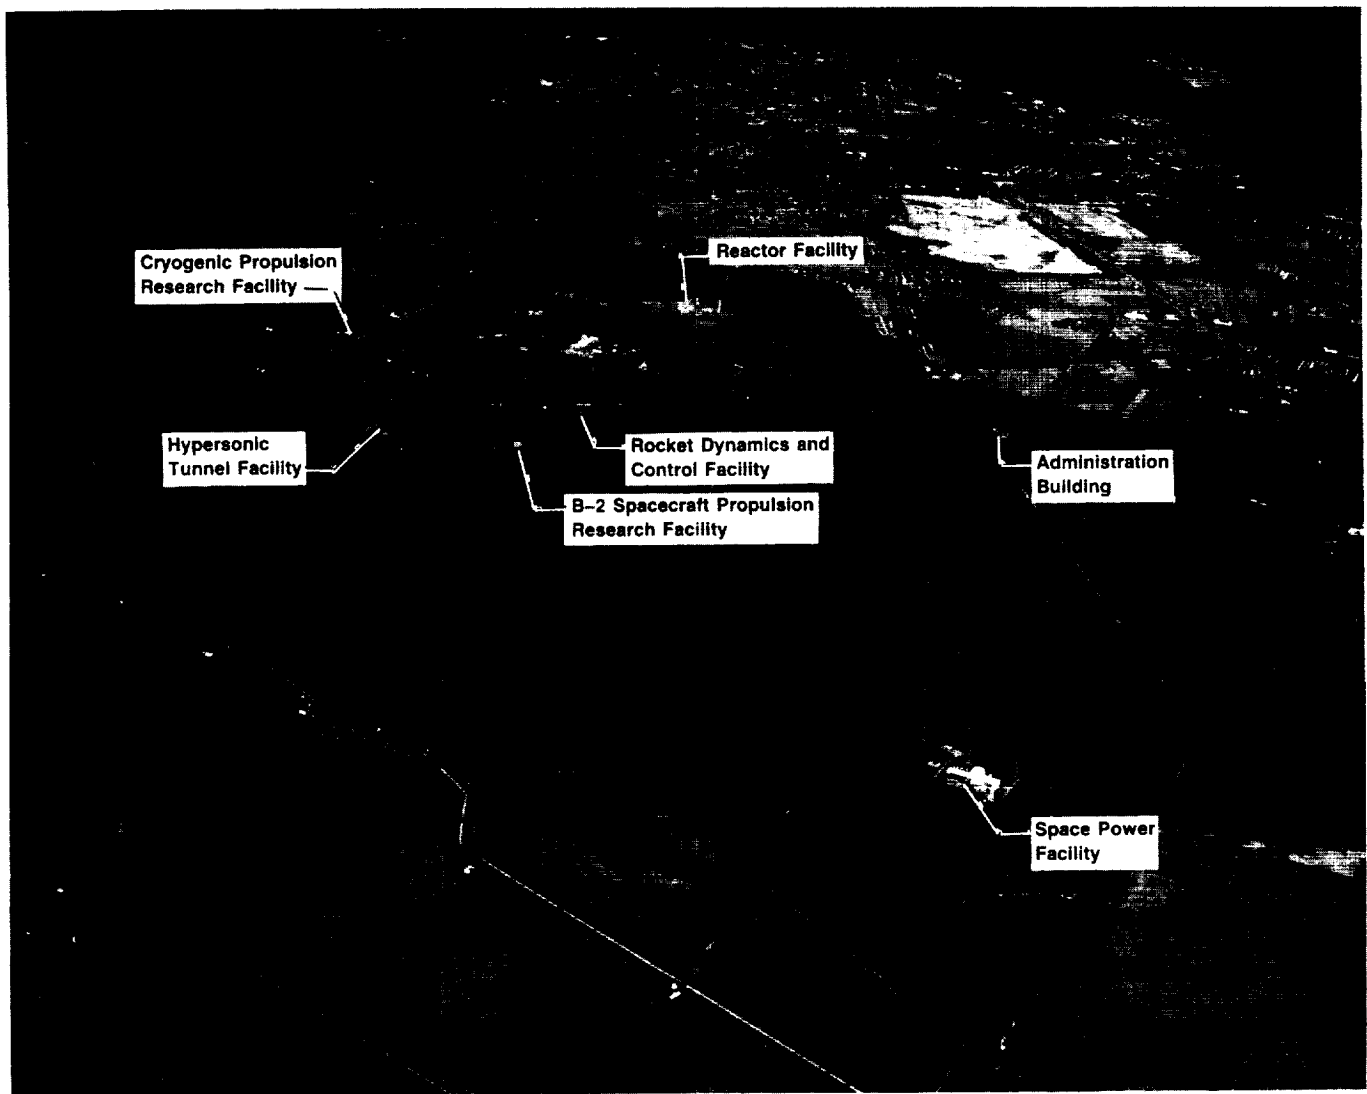 Reactor Facility
Cryogenic Propulsion
Research Facility
Hypersonic
Tunnel Facility
Rocket Dynamics and
Control Facility
Administration
Building
B-2 Spacecraft Propulsion
Research Facility
Space Power
Facility